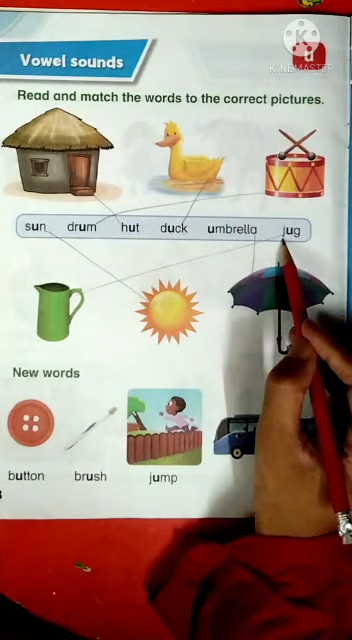 KINEMASTER
Vowel sounds
Read and match the words to the correct pictures.
sun drum hut duck umbrella jug
New words
button brush jump